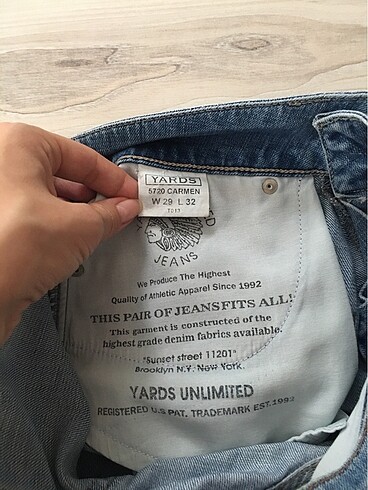 YARDS
5720 CARMEN
W 29 L 32
JEANS
We Produce The Highest
Quality of Athletic Apparel Since 1992
THIS PAIR OF JEANS FITS ALL!
This garment is constructed of the
highest grade denim fabrics available.
"Sunset street 11201"
Brooklyn N.Y. New York.
YARDS UNLIMITED
REGISTERED U.S PAT. TRADEMARK EST.1992